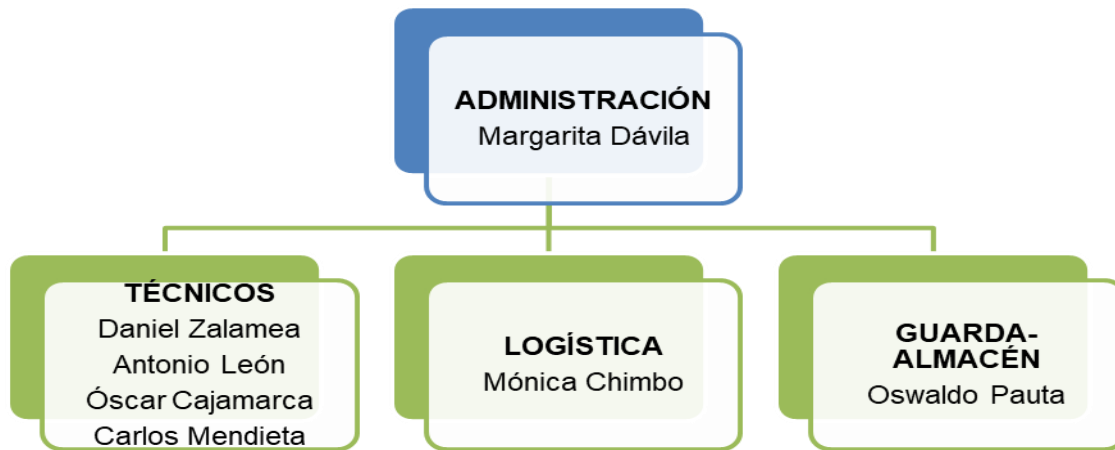 ADMINISTRACIÓN
Margarita Dávila
TÉCNICOS
Daniel Zalamea
Antonio León
Óscar Cajamarca
Carlos Mendieta
LOGÍSTICA
Mónica Chimbo
GUARDA-
ALMACÉN
Oswaldo Pauta